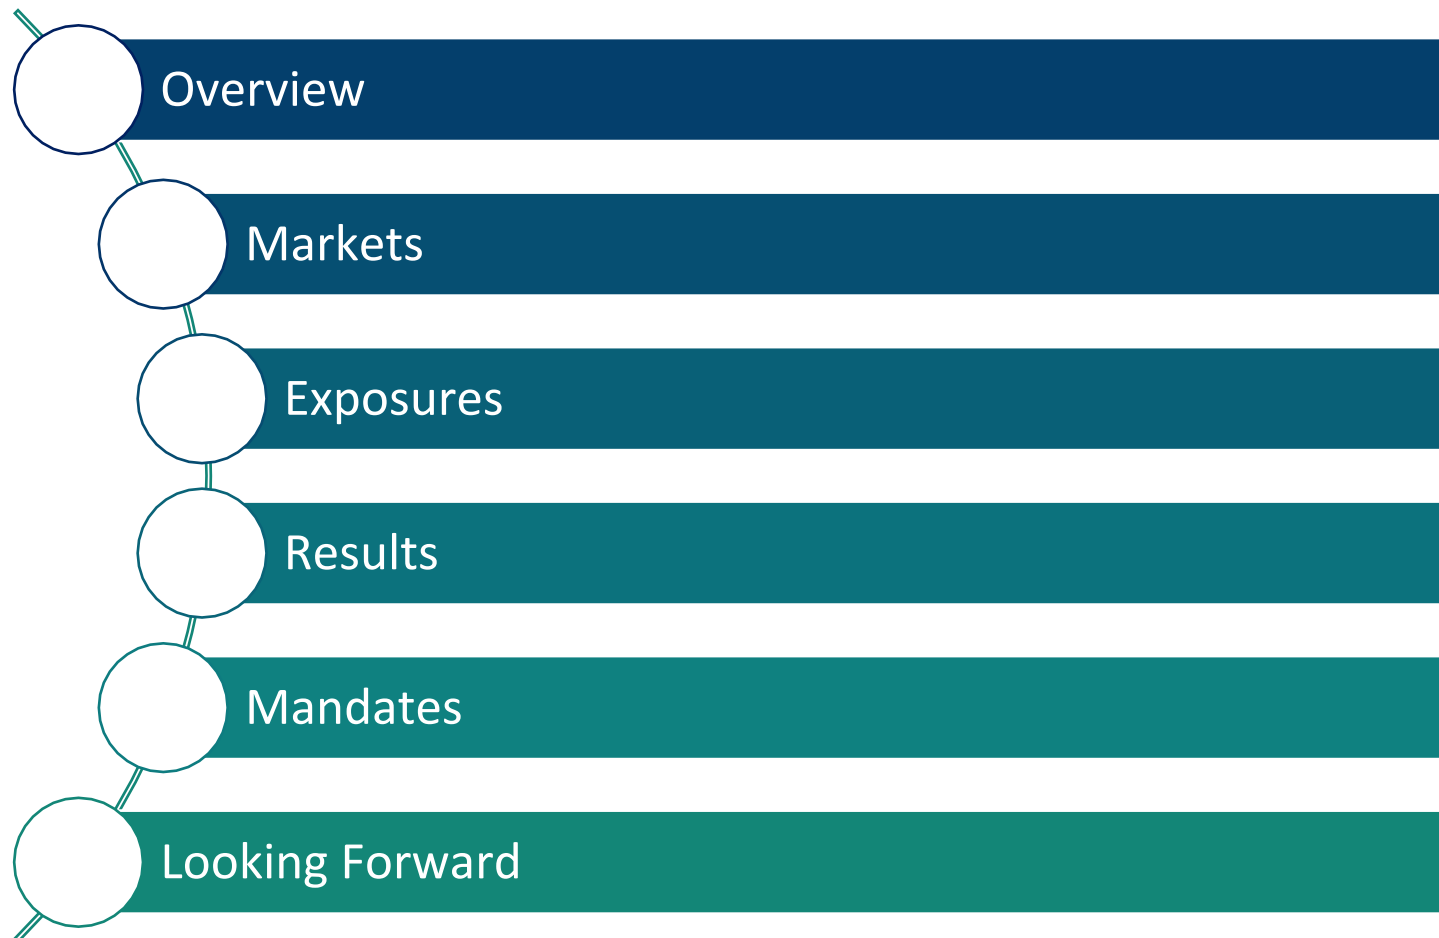 Overview
Markets
Exposures
Results
Mandates
Looking Forward